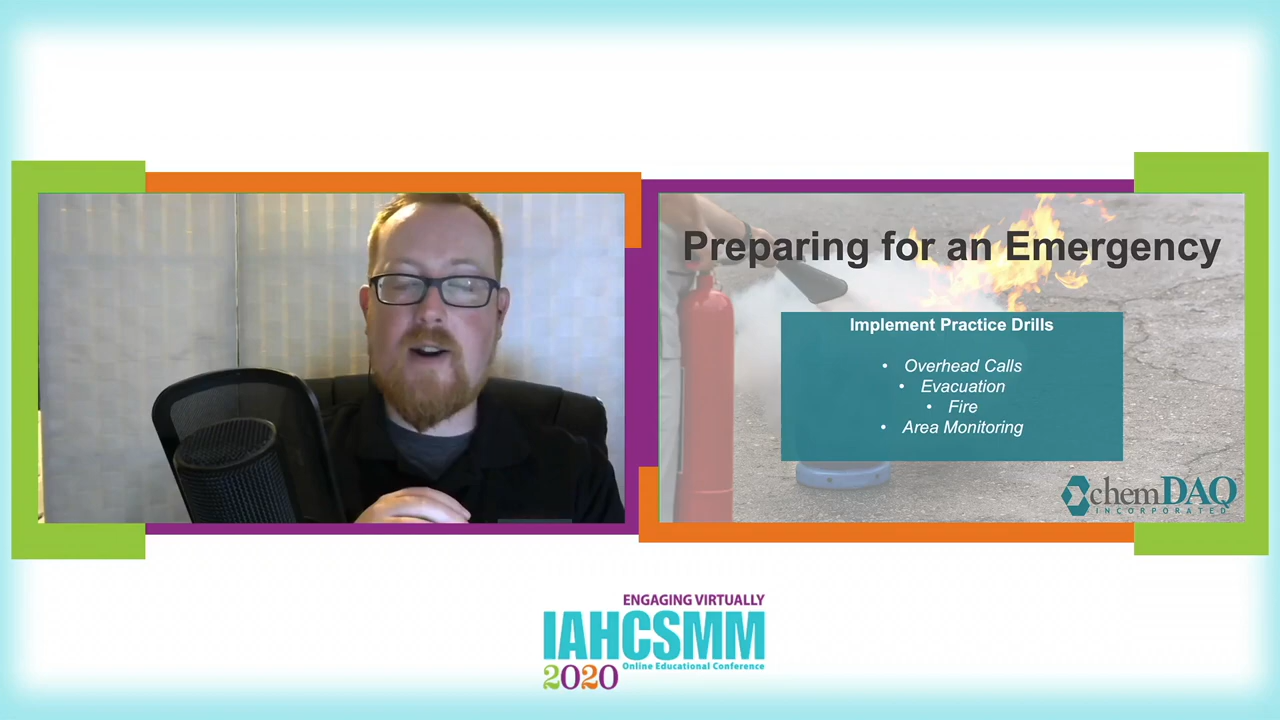 Preparing for an Emergency
Implement Practice Drills
• Overhead Calls
• Evacuation
• Fire
• Area Monitoring
chemDAQ
INCORPORATED
ENGAGING VIRTUALLY
IAHCSMM
2020 Online Educational Conference